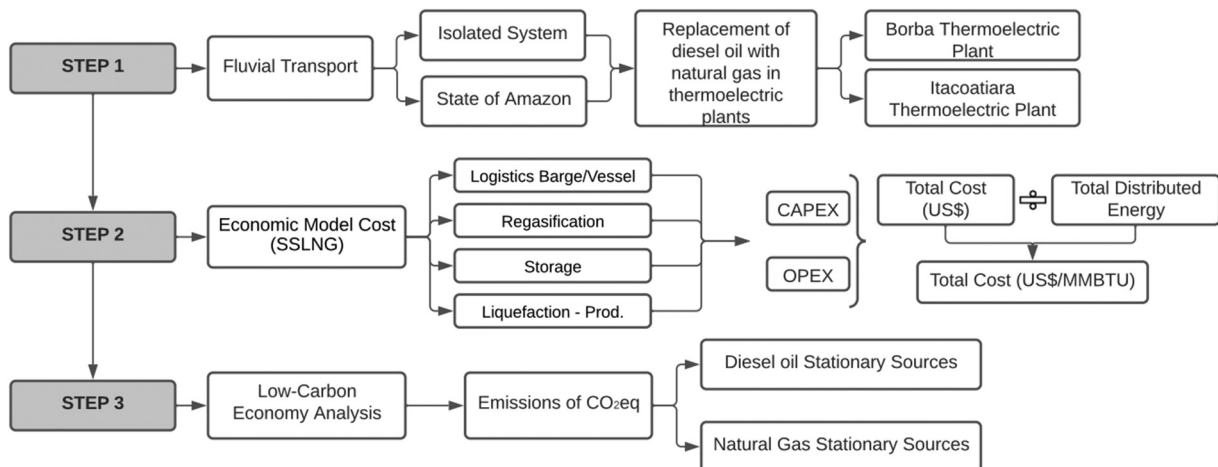 STEP 1
Fluvial Transport
Isolated System
State of Amazon
Replacement of
diesel oil with
natural gas in
thermoelectric
plants
Borba Thermoelectric
Plant
Itacoatiara
Thermoelectric Plant
STEP 2
Economic Model Cost
(SSLNG)
Logistics Barge/Vessel
Regasification
Storage
Liquefaction - Prod.
CAPEX
OPEX
Total Cost
(US$)
÷
Total Distributed
Energy
Total Cost (US$/MMBTU)
STEP 3
Low-Carbon
Economy Analysis
Emissions of CO₂eq
Diesel oil Stationary Sources
Natural Gas Stationary Sources